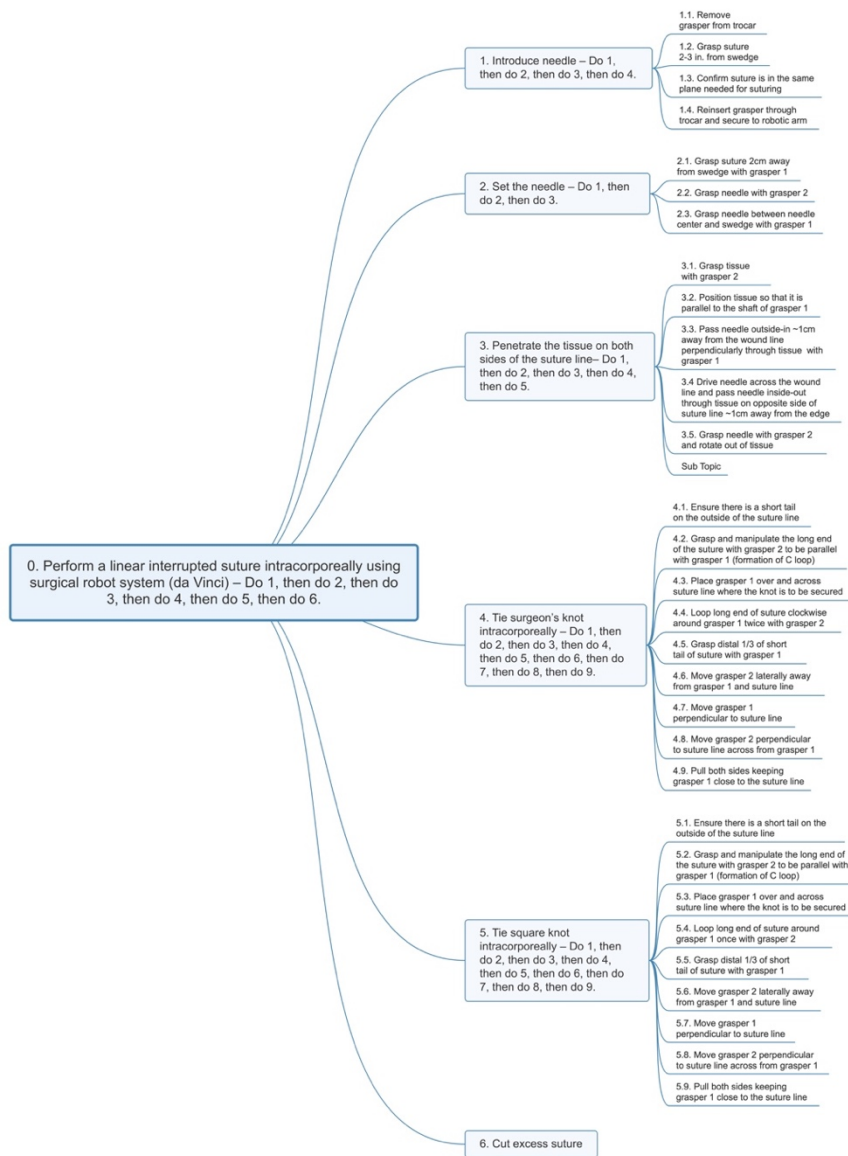 0. Perform a linear interrupted suture intracorporeally using
surgical robot system (da Vinci) – Do 1, then do 2, then do
3, then do 4, then do 5, then do 6.
1. Introduce needle – Do 1,
then do 2, then do 3, then do 4.
1.1. Remove
grasper from trocar
1.2. Grasp suture
2-3 in. from swedge
1.3. Confirm suture is in the same
plane needed for suturing
1.4. Reinsert grasper through
trocar and secure to robotic arm
2. Set the needle – Do 1, then
do 2, then do 3.
2.1. Grasp suture 2cm away
from swedge with grasper 1
2.2. Grasp needle with grasper 2
2.3. Grasp needle between needle
center and swedge with grasper 1
3. Penetrate the tissue on both
sides of the suture line– Do 1,
then do 2, then do 3, then do 4,
then do 5.
3.1. Grasp tissue
with grasper 2
3.2. Position tissue so that it is
parallel to the shaft of grasper 1
3.3. Pass needle outside-in ~1cm
away from the wound line
perpendicularly through tissue with
grasper 1
3.4 Drive needle across the wound
line and pass needle inside-out
through tissue on opposite side of
suture line ~1cm away from the edge
3.5. Grasp needle with grasper 2
and rotate out of tissue
Sub Topic
4. Tie surgeon's knot
intracorporeally – Do 1, then
do 2, then do 3, then do 4,
then do 5, then do 6, then do
7, then do 8, then do 9.
4.1. Ensure there is a short tail
on the outside of the suture line
4.2. Grasp and manipulate the long end
of the suture with grasper 2 to be parallel
with grasper 1 (formation of C loop)
4.3. Place grasper 1 over and across
suture line where the knot is to be secured
4.4. Loop long end of suture clockwise
around grasper 1 twice with grasper 2
4.5. Grasp distal 1/3 of short
tail of suture with grasper 1
4.6. Move grasper 2 laterally away
from grasper 1 and suture line
4.7. Move grasper 1
perpendicular to suture line
4.8. Move grasper 2 perpendicular
to suture line across from grasper 1
4.9. Pull both sides keeping
grasper 1 close to the suture line
5. Tie square knot
intracorporeally – Do 1, then
do 2, then do 3, then do 4,
then do 5, then do 6, then do
7, then do 8, then do 9.
5.1. Ensure there is a short tail on the
outside of the suture line
5.2. Grasp and manipulate the long end of
the suture with grasper 2 to be parallel with
grasper 1 (formation of C loop)
5.3. Place grasper 1 over and across
suture line where the knot is to be secured
5.4. Loop long end of suture around
grasper 1 once with grasper 2
5.5. Grasp distal 1/3 of short
tail of suture with grasper 1
5.6. Move grasper 2 laterally away
from grasper 1 and suture line
5.7. Move grasper 1
perpendicular to suture line
5.8. Move grasper 2 perpendicular
to suture line across from grasper 1
5.9. Pull both sides keeping
grasper 1 close to the suture line
6. Cut excess suture